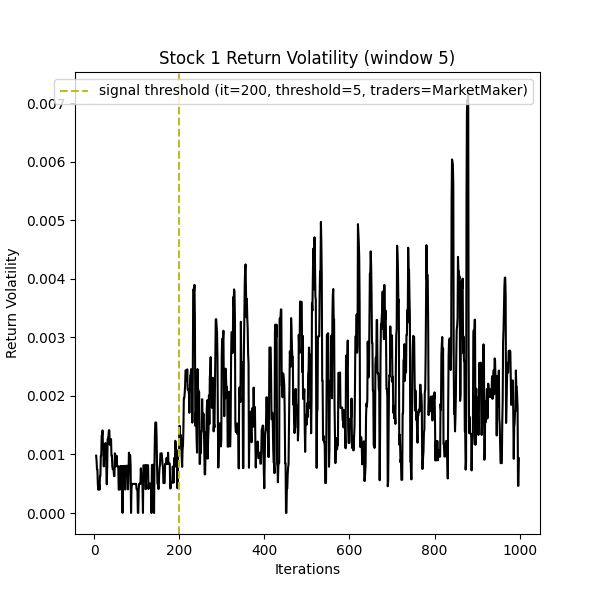 Stock 1 Return Volatility (window 5)
signal threshold (it=200, threshold=5, traders=MarketMaker)
0.007
0.006
0.005
0.004
0.003
0.002
0.001
0.000
Return Volatility
0 200 400 600 800 1000
Iterations